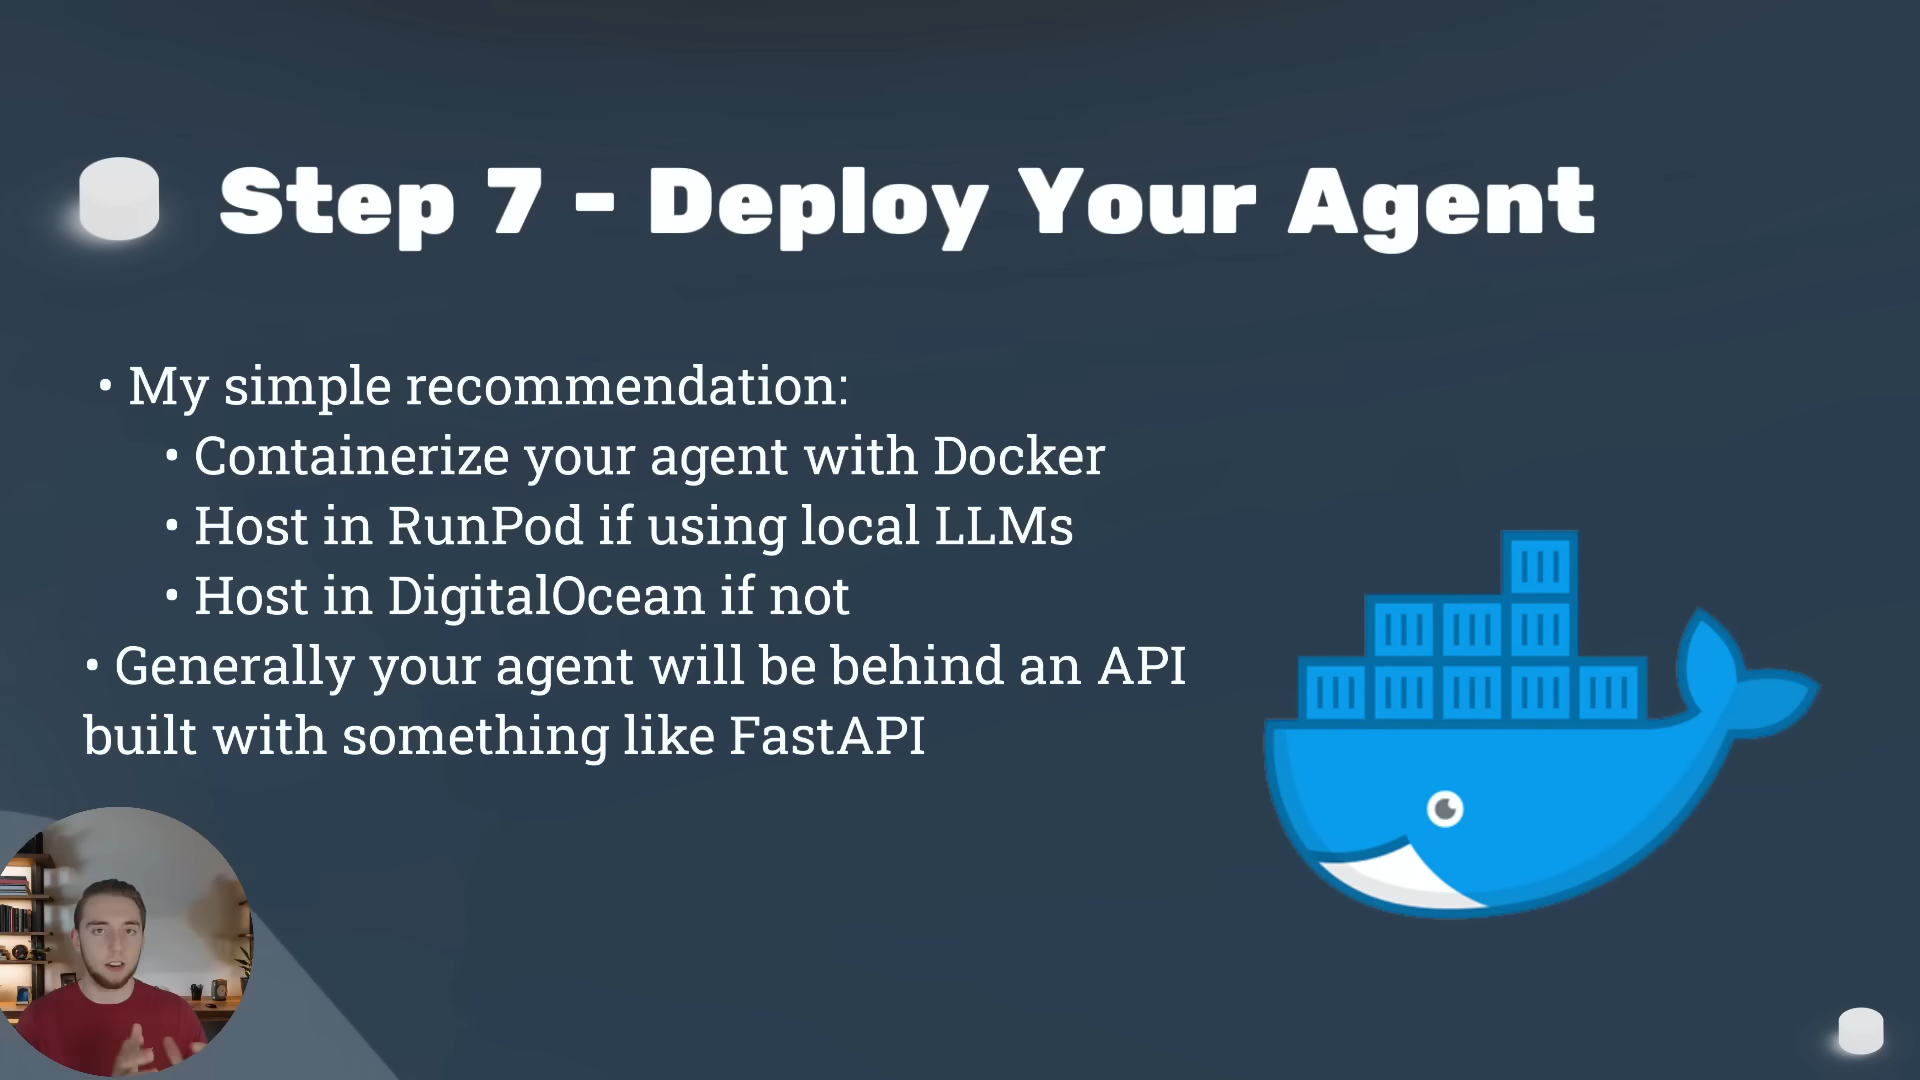 Step 7 - Deploy Your Agent
• My simple recommendation:
• Containerize your agent with Docker
• Host in RunPod if using local LLMs
• Host in DigitalOcean if not
• Generally your agent will be behind an API
built with something like FastAPI